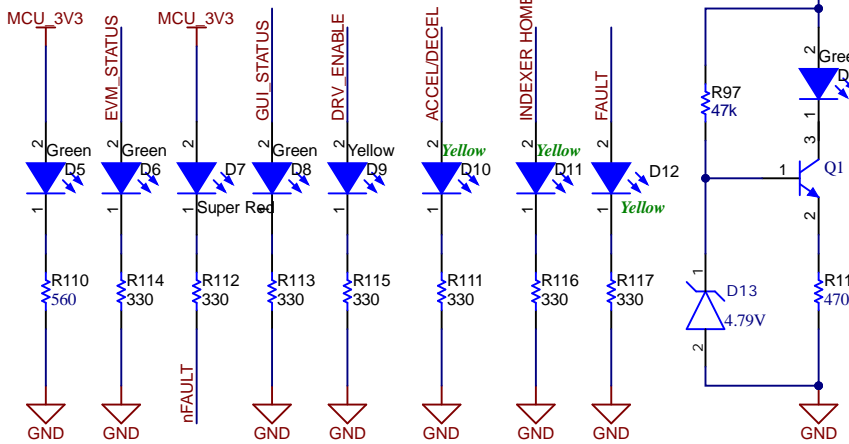 MCU_3V3
EVM_STATUS
MCU_3V3
GUI_STATUS
DRV_ENABLE
ACCEL/DECEL
INDEXER HOME
FAULT
2
Green
D5
1
R110
560
GND
2
Green
D6
1
R114
330
GND
2
D7
Super Red
1
R112
330
nFAULT
2
Green
D8
1
R113
330
GND
2
Yellow
D9
1
R115
330
GND
2
Yellow
D10
1
R111
330
GND
2
Yellow
D11
1
R116
330
GND
2
D12
1
Yellow
R117
330
GND
R97
47k
2
1
3
1
Q1
2
1
D13
4.79V
2
470
GND